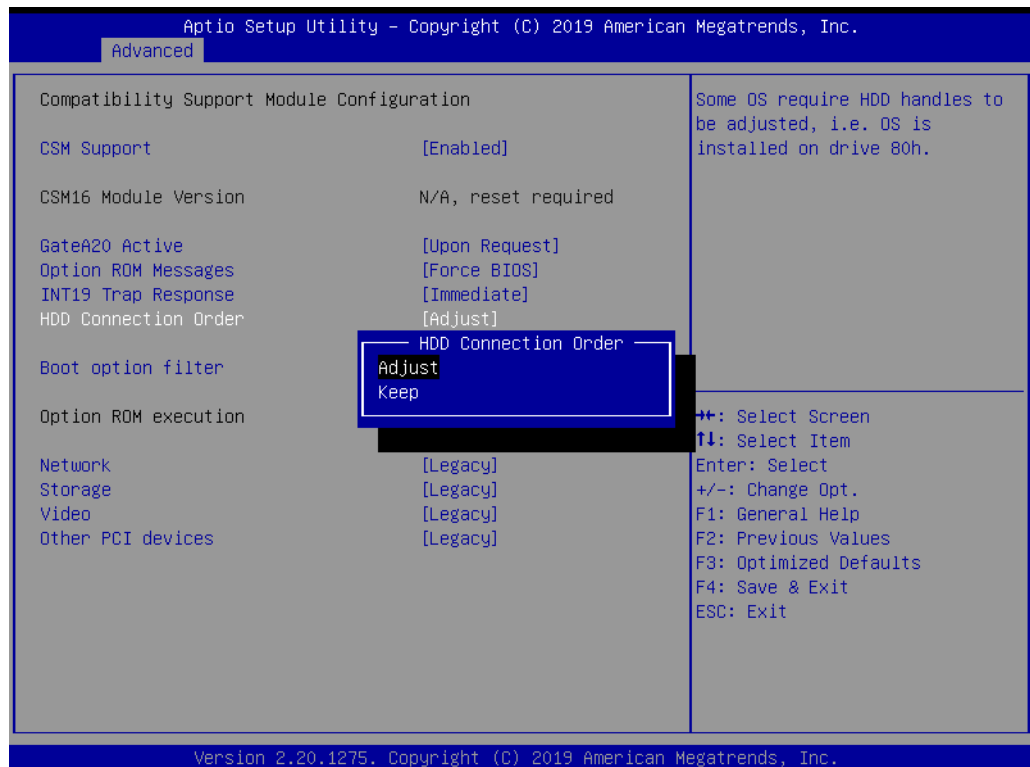 Aptio Setup Utility – Copyright (C) 2019 American Megatrends, Inc.
Advanced
Compatibility Support Module Configuration
CSM Support [Enabled]
CSM16 Module Version N/A, reset required
GateA20 Active [Upon Request]
Option ROM Messages [Force BIOS]
INT19 Trap Response [Immediate]
HDD Connection Order [Adjust]
HDD Connection Order
Adjust
Keep
Boot option filter
Option ROM execution
Network [Legacy]
Storage [Legacy]
Video [Legacy]
Other PCI devices [Legacy]
Some OS require HDD handles to
be adjusted, i.e. OS is
installed on drive 80h.
→←: Select Screen
↑↓: Select Item
Enter: Select
+/-: Change Opt.
F1: General Help
F2: Previous Values
F3: Optimized Defaults
F4: Save & Exit
ESC: Exit
Version 2.20.1275. Copyright (C) 2019 American Megatrends, Inc.